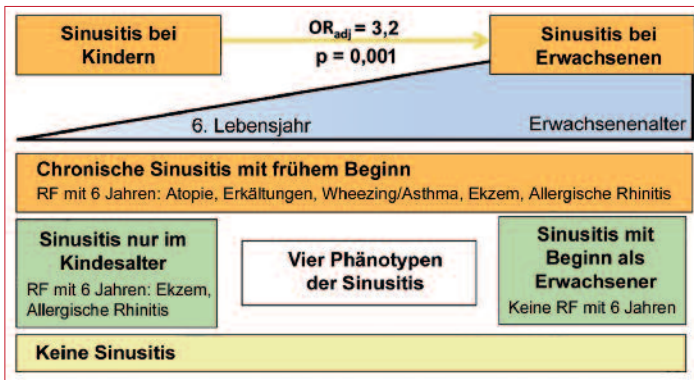 Sinusitis bei
Kindern
ORadj = 3,2
p = 0,001
Sinusitis bei
Erwachsenen
6. Lebensjahr
Erwachsenenalter
Chronische Sinusitis mit frühem Beginn
RF mit 6 Jahren: Atopie, Erkältungen, Wheezing/Asthma, Ekzem, Allergische Rhinitis
Sinusitis nur im
Kindesalter
RF mit 6 Jahren: Ekzem,
Allergische Rhinitis
Vier Phänotypen
der Sinusitis
Sinusitis mit
Beginn als
Erwachsener
Keine RF mit 6 Jahren
Keine Sinusitis